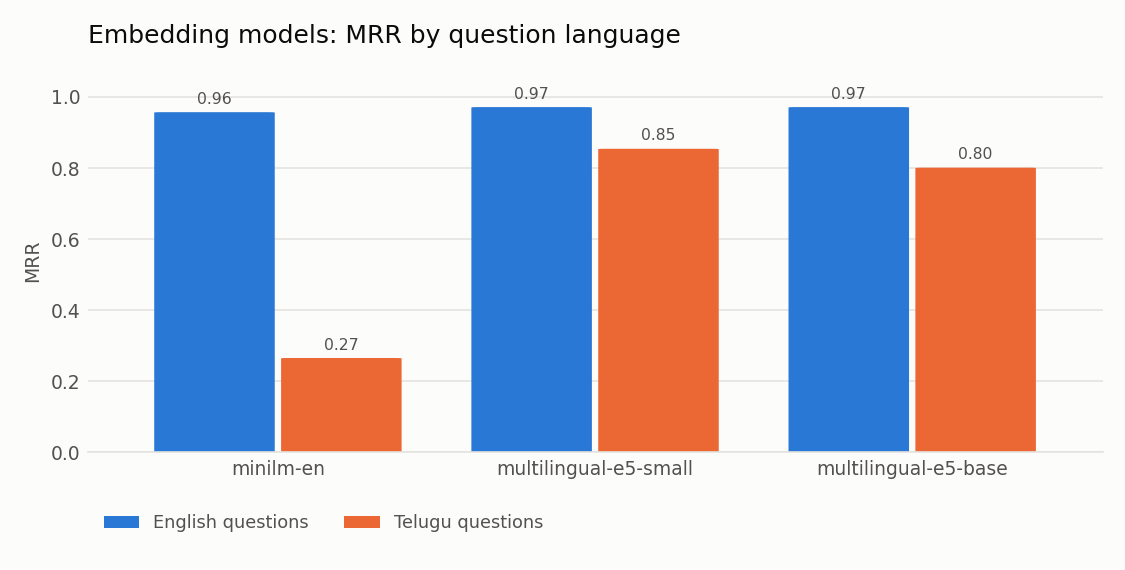 Embedding models: MRR by question language
MRR
1.0
0.8
0.6
0.4
0.2
0.0
0.96
0.27
0.97
0.85
0.97
0.80
minilm-en
multilingual-e5-small
multilingual-e5-base
English questions
Telugu questions